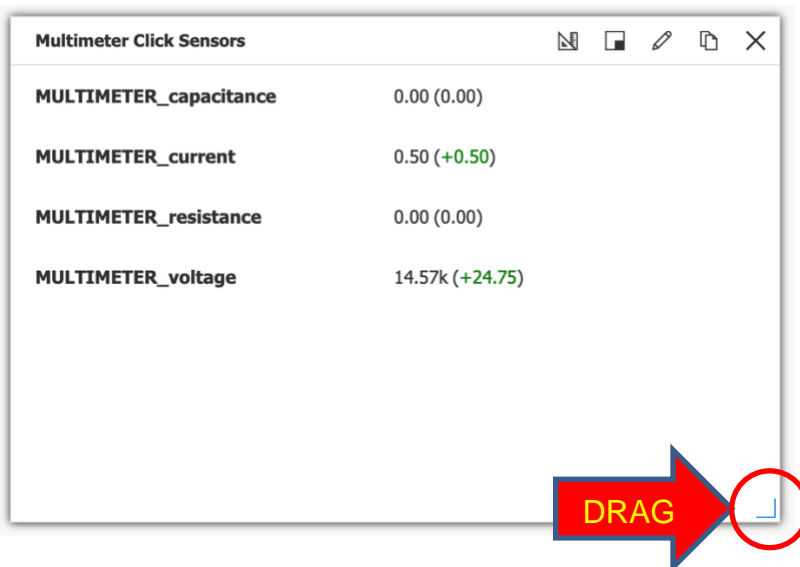 Multimeter Click Sensors
MULTIMETER_capacitance 0.00 (0.00)
MULTIMETER_current 0.50 (+0.50)
MULTIMETER_resistance 0.00 (0.00)
MULTIMETER_voltage 14.57k (+24.75)
DRAG